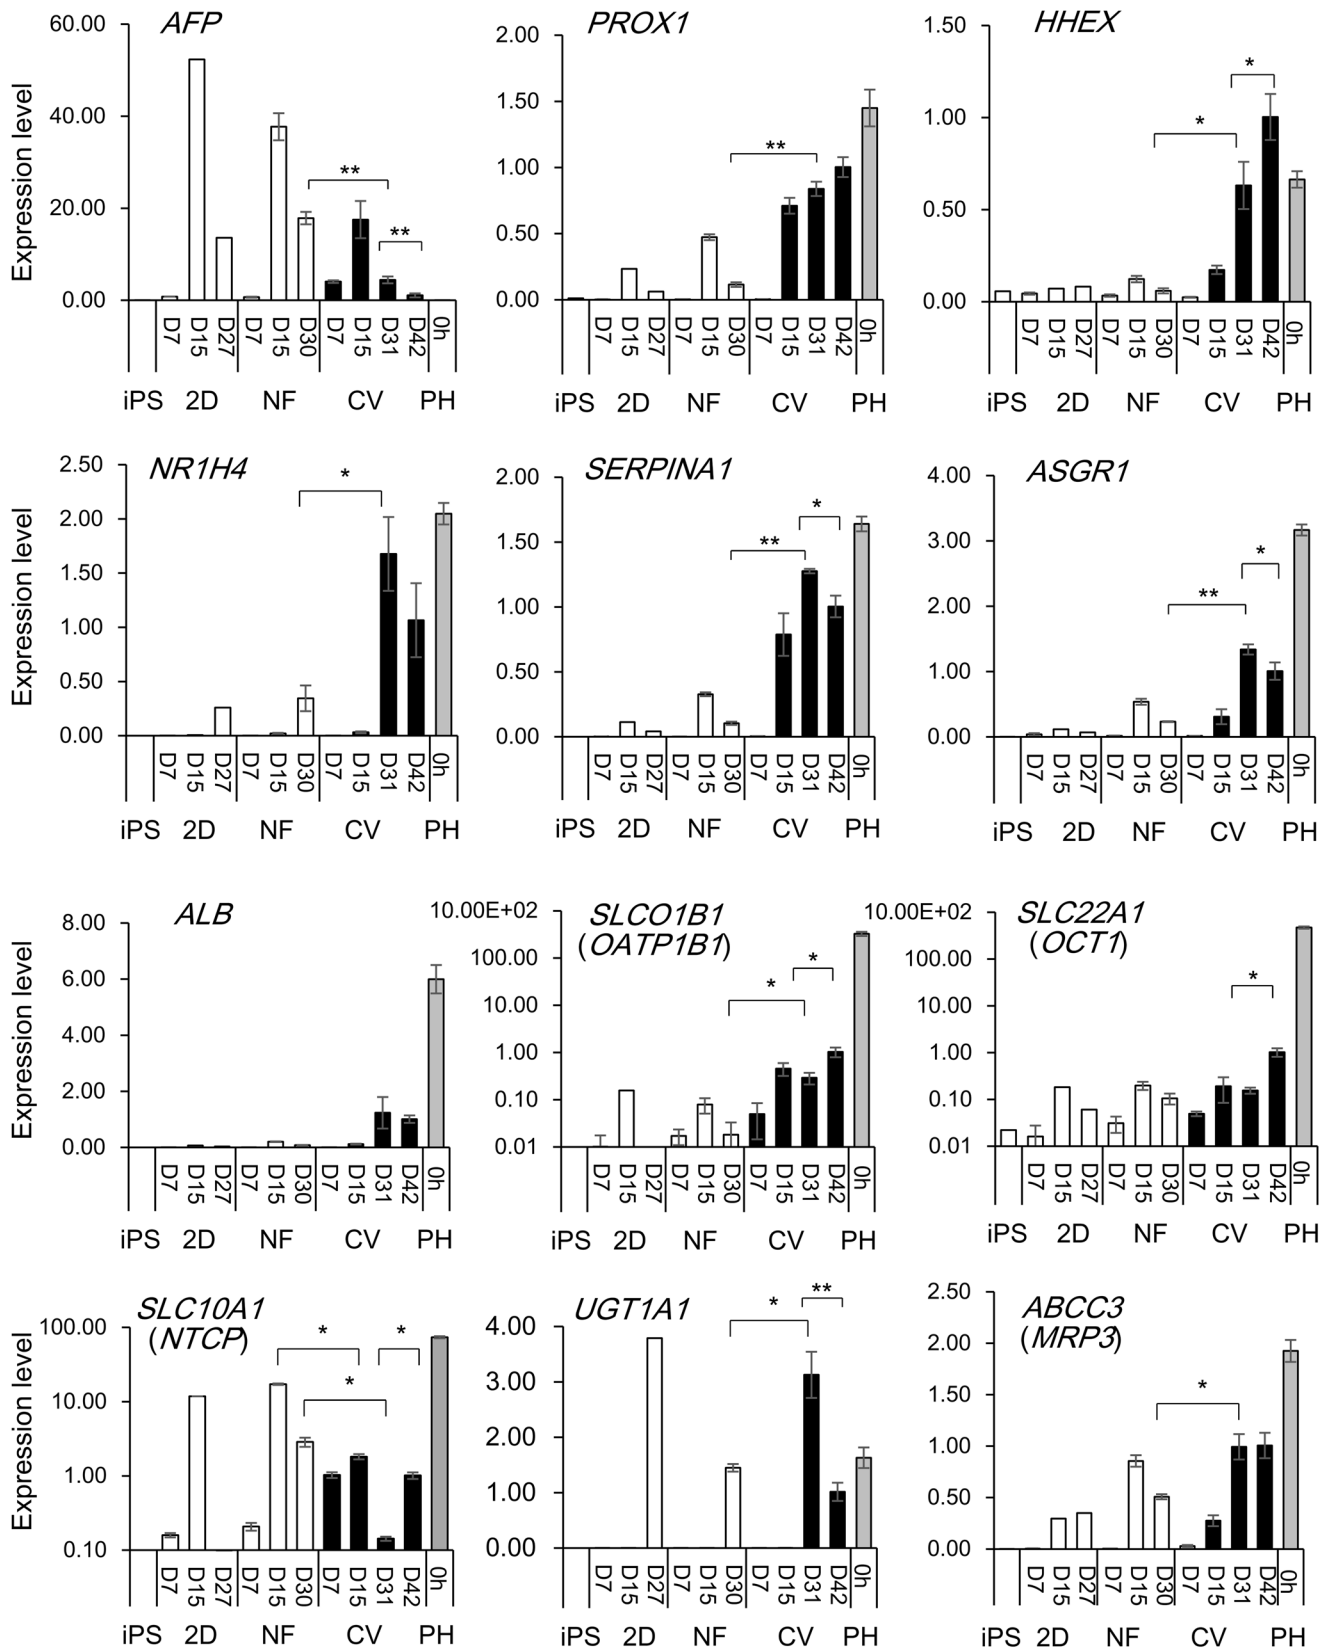 AFP
60.00
40.00
20.00
0.00
Expression level
**
**
D7 D15 D27 D7 D15 D30 D7 D15 D31 D42 0h
iPS 2D NF CV PH
PROX1
2.00
1.50
1.00
0.50
0.00
**
D7 D15 D27 D7 D15 D30 D7 D15 D31 D42 0h
iPS 2D NF CV PH
HHEX
1.50
1.00
0.50
0.00
*
*
D7 D15 D27 D7 D15 D30 D7 D15 D31 D42 0h
iPS 2D NF CV PH
NR1H4
2.50
2.00
1.50
1.00
0.50
0.00
Expression level
*
D7 D15 D27 D7 D15 D30 D7 D15 D31 D42 0h
iPS 2D NF CV PH
SERPINA1
2.00
1.50
1.00
0.50
0.00
*
**
D7 D15 D27 D7 D15 D30 D7 D15 D31 D42 0h
iPS 2D NF CV PH
ASGR1
4.00
3.00
2.00
1.00
0.00
*
**
D7 D15 D27 D7 D15 D30 D7 D15 D31 D42 0h
iPS 2D NF CV PH
ALB
8.00
6.00
4.00
2.00
0.00
Expression level
D7 D15 D27 D7 D15 D30 D7 D15 D31 D42 0h
iPS 2D NF CV PH
SLCO1B1
(OATP1B1)
10.00E+02
100.00
10.00
1.00
0.10
0.01
*
*
D7 D15 D27 D7 D15 D30 D7 D15 D31 D42 0h
iPS 2D NF CV PH
SLC22A1
(OCT1)
10.00E+02
100.00
10.00
1.00
0.10
0.01
*
D7 D15 D27 D7 D15 D30 D7 D15 D31 D42 0h
iPS 2D NF CV PH
SLC10A1
(NTCP)
100.00
10.00
1.00
0.10
Expression level
* *
*
D7 D15 D27 D7 D15 D30 D7 D15 D31 D42 0h
iPS 2D NF CV PH
UGT1A1
4.00
3.00
2.00
1.00
0.00
* **
D7 D15 D27 D7 D15 D30 D7 D15 D31 D42 0h
iPS 2D NF CV PH
ABCC3
(MRP3)
2.50
2.00
1.50
1.00
0.50
0.00
*
D7 D15 D27 D7 D15 D30 D7 D15 D31 D42 0h
iPS 2D NF CV PH